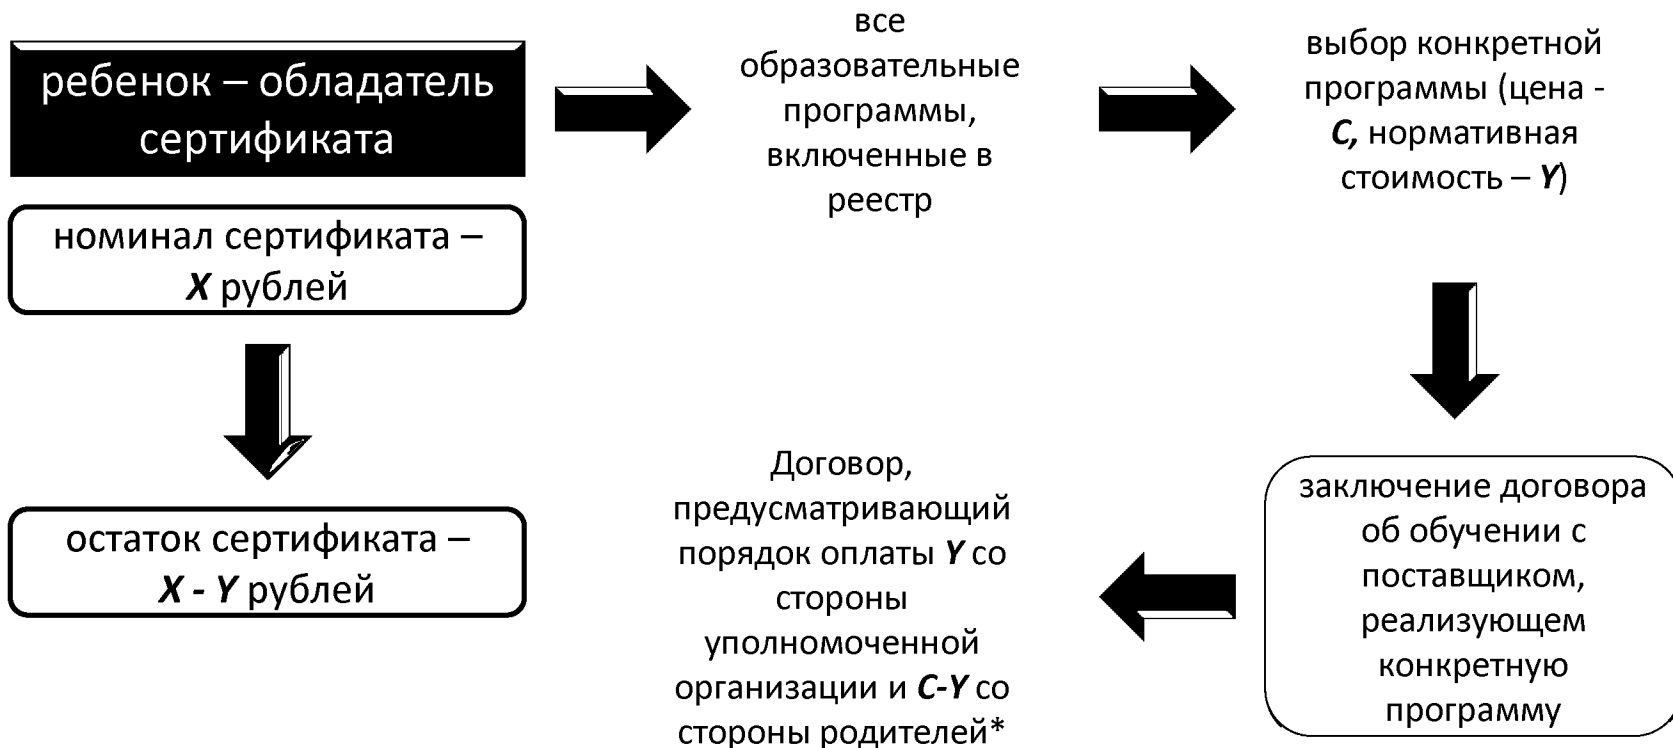 ребенок – обладатель
сертификата
номинал сертификата –
X рублей
остаток сертификата –
X - Y рублей
все
образовательные
программы,
включенные в
реестр
выбор конкретной
программы (цена -
C, нормативная
стоимость – Y)
заключение договора
об обучении с
поставщиком,
реализующем
конкретную
программу
Договор,
предусматривающий
порядок оплаты Y со
стороны
уполномоченной
организации и C-Y со
стороны родителей*